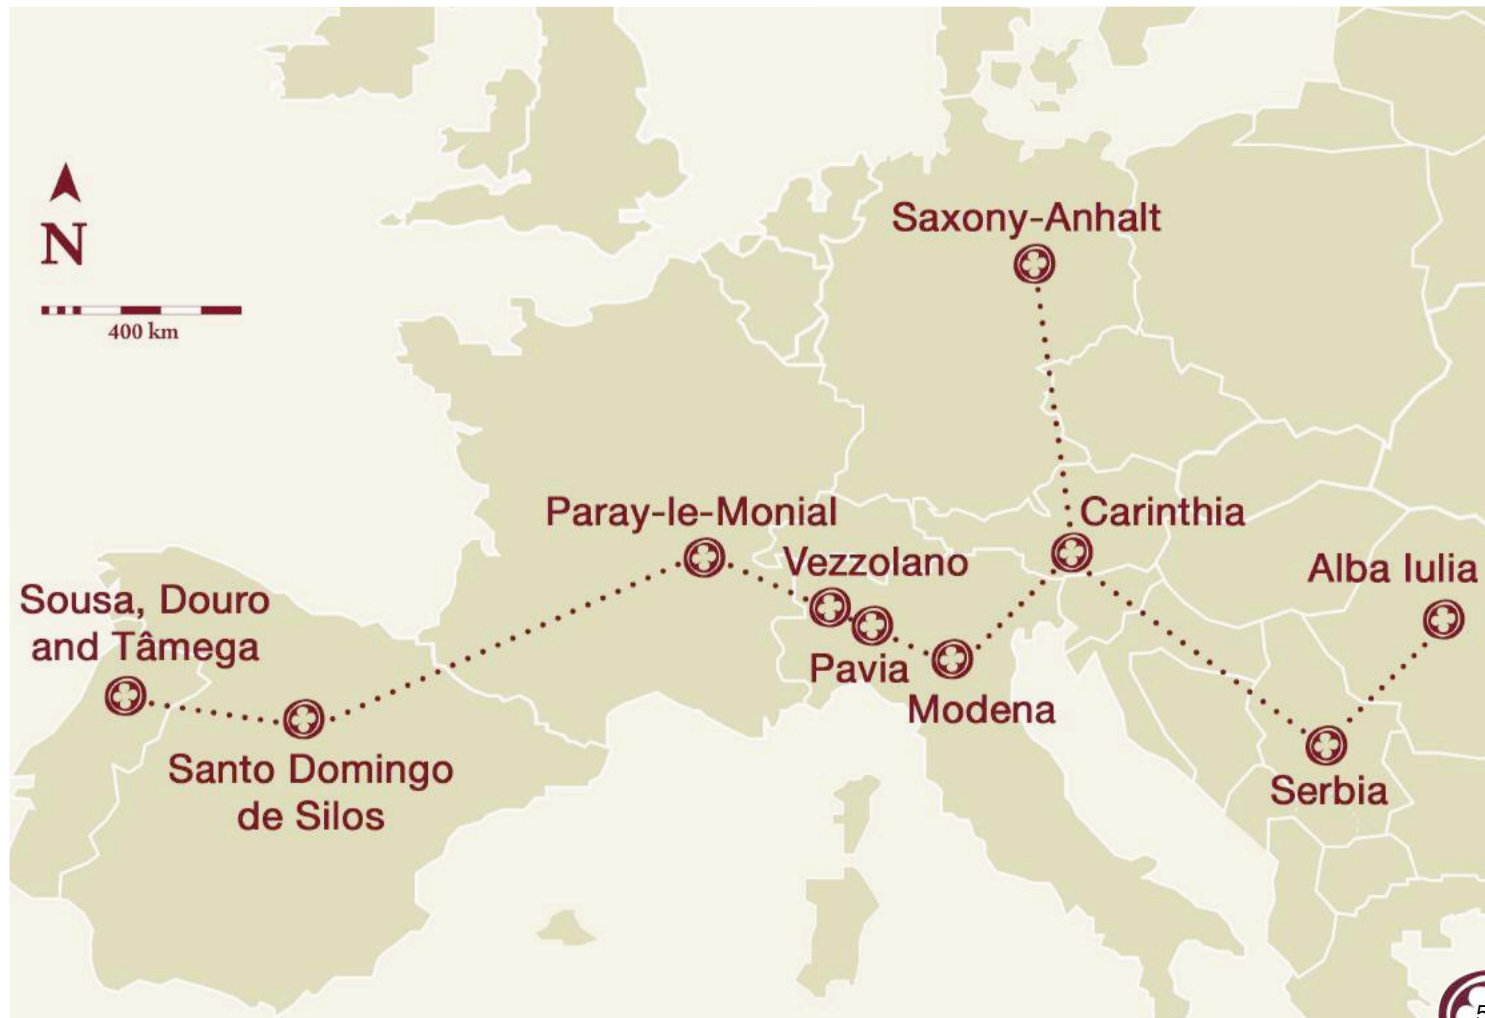 Saxony-Anhalt
N
400 km
Paray-le-Monial
Carinthia
Vezzolano
Alba Iulia
Sousa, Douro
and Tâmega
Pavia
Modena
Santo Domingo
de Silos
Serbia
5